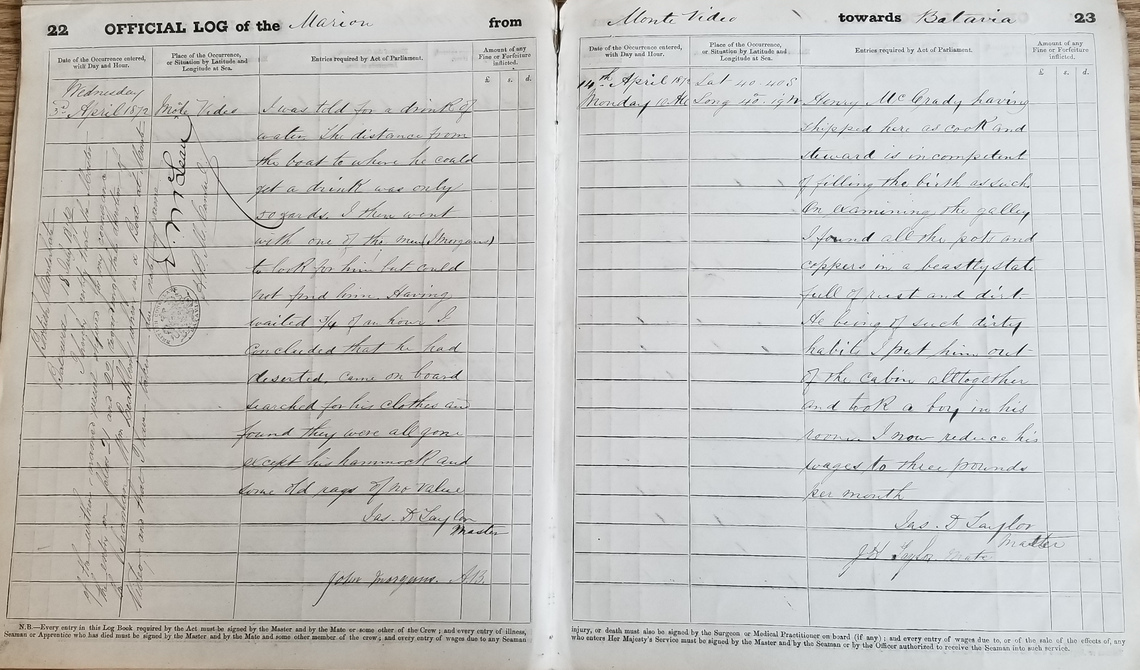 22 OFFICIAL LOG of the Marion from
Date of the Occurrence entered, with Day and Hour.
Place of the Occurrence, or Situation by Latitude and Longitude at Sea.
Entries required by Act of Parliament.
Amount of any Fine or Forfeiture inflicted.
£ s. d.
Wednesday
3rd April 1872 Monte Video I was told for a drink of
water. The distance from
the boat to where he could
get a drink was only
50 yards. I then went
with one of the men (J Morgans)
to look for him but could
not find him. Having
waited 3/4 of an hour I
concluded that he had
deserted, came on board
searched for his clothes and
found they were all gone
except his hammock and
some old rags of no value
Jas. D Taylor
Master
John Morgans A.B.
D. McLean
British
N.B.—Every entry in this Log Book required by the Act must be signed by the Master and by the Mate or some other of the Crew; and every entry of illness,
Seaman or Apprentice who has died must be signed by the Master and by the Mate and some other member of the crew; and every entry of wages due to any Seaman
Monte Video towards Batavia 23
Date of the Occurrence entered, with Day and Hour.
Place of the Occurrence, or Situation by Latitude and Longitude at Sea.
Entries required by Act of Parliament.
Amount of any Fine or Forfeiture inflicted.
£ s. d.
April 1872 Lat 40.40 S
Monday Long Henry McCrady having
shipped here as cook and
steward is incompetent
of filling the birth as such
On examining the galley
I found all the pots and
coppers in a beastly state
full of rust and dirt
He being of such dirty
habits I put him out
of the cabin alltogether
and took a boy in his
room I now reduce his
wages to three pounds
per month
Jas. D Taylor
Master
Taylor Mate
injury, or death must also be signed by the Surgeon or Medical Practitioner on board (if any); and every entry of wages due to, or of the sale of the effects of, any
who enters Her Majesty's Service must be signed by the Master and by the Seaman or by the Officer authorized to receive the Seaman into such service.